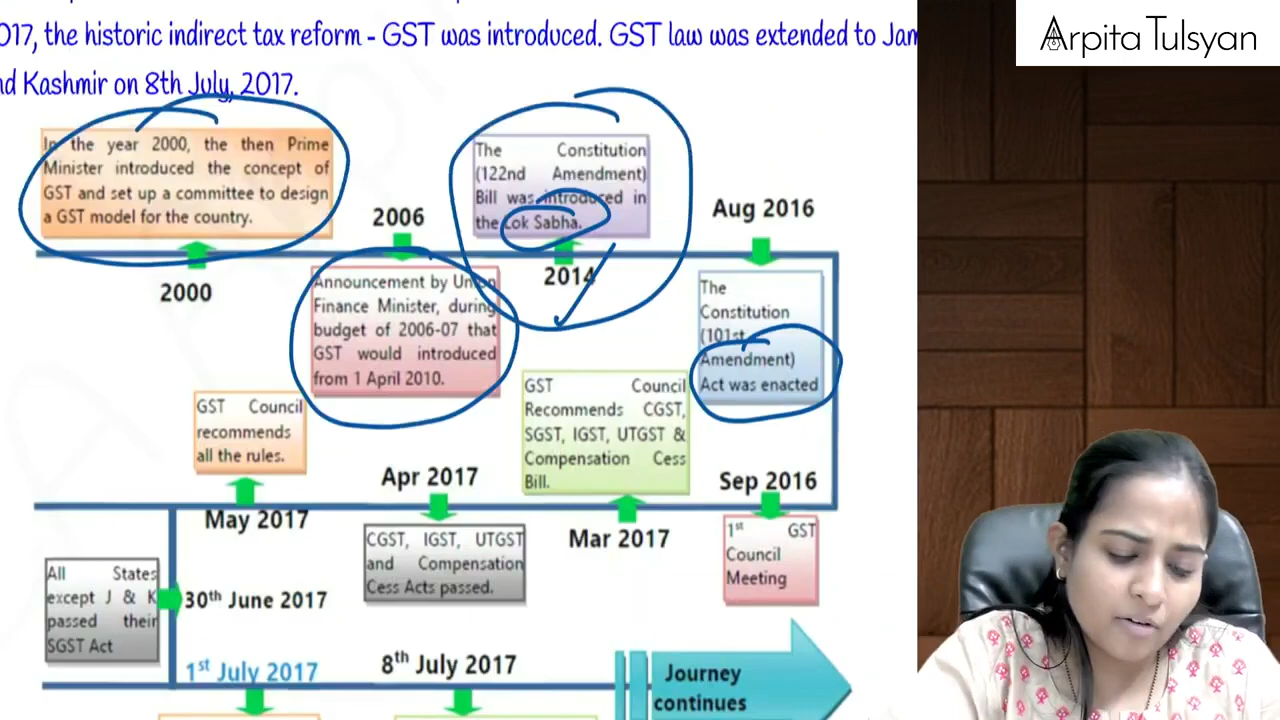 017, the historic indirect tax reform - GST was introduced. GST law was extended to Jam
nd Kashmir on 8th July, 2017.
Arpita Tulsyan
In the year 2000, the then Prime
Minister introduced the concept of
GST and set up a committee to design
a GST model for the country.
2000
2006
Announcement by Union
Finance Minister, during
budget of 2006-07 that
GST would introduced
from 1 April 2010.
The Constitution
(122nd Amendment)
Bill was introduced in
the Lok Sabha.
2014
Aug 2016
The
Constitution
(101st
Amendment)
Act was enacted
Sep 2016
1st GST
Council
Meeting
GST Council
Recommends CGST,
SGST, IGST, UTGST &
Compensation Cess
Bill.
Mar 2017
Apr 2017
CGST, IGST, UTGST
and Compensation
Cess Acts passed.
GST Council
recommends
all the rules.
May 2017
All States
except J & K
passed their
SGST Act
30th June 2017
1st July 2017
8th July 2017
Journey
continues